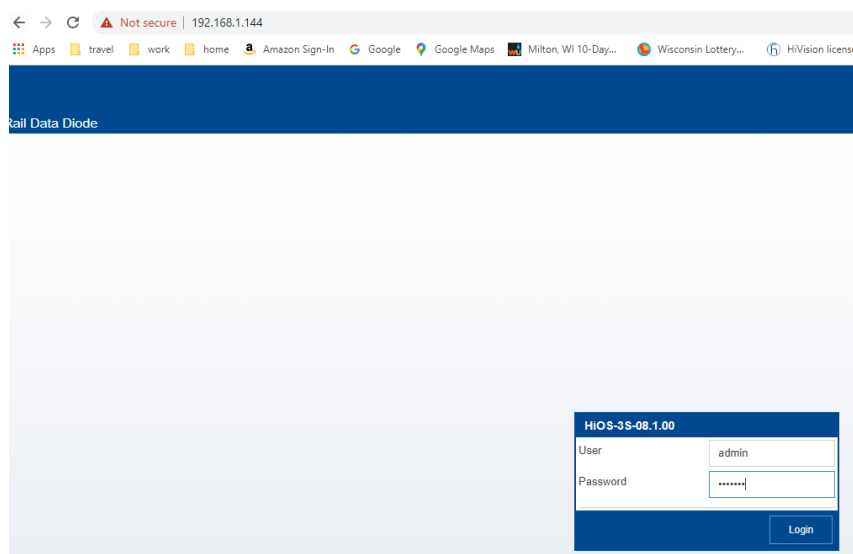 Not secure | 192.168.1.144
Apps travel work home Amazon Sign-In Google Google Maps Milton, WI 10-Day... Wisconsin Lottery... HiVision license
Rail Data Diode
HiOS-3S-08.1.00
User admin
Password •••••••
Login